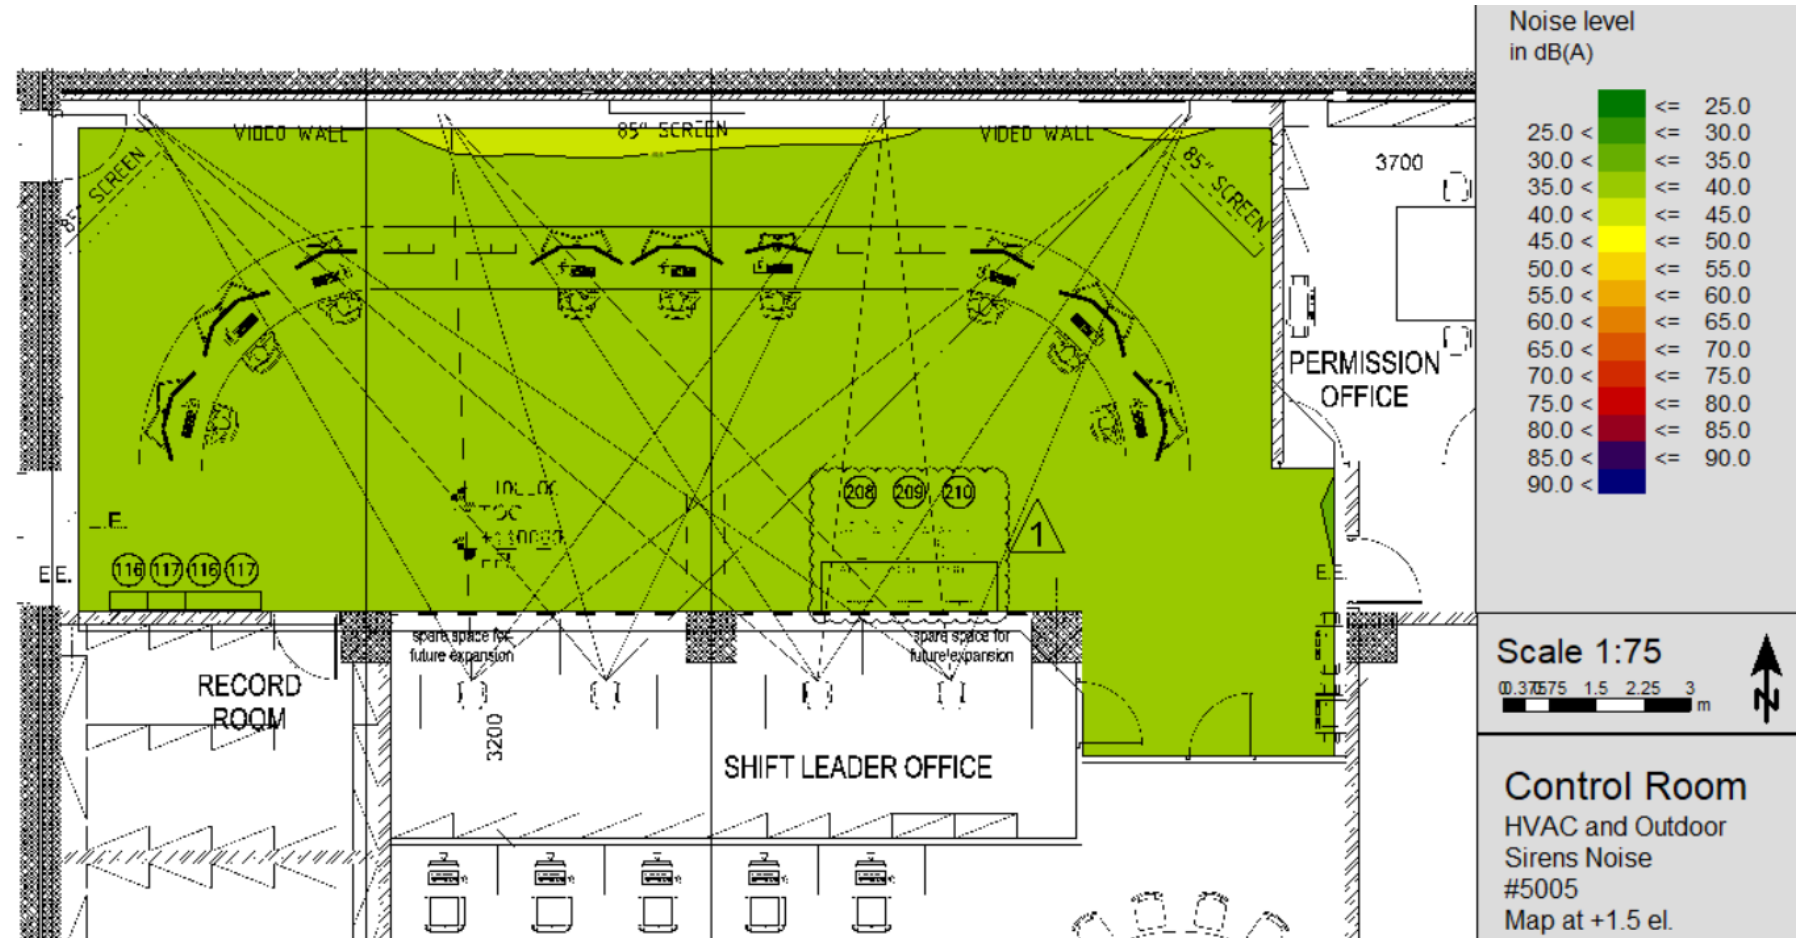 Noise level
in dB(A)
<= 25.0
25.0 < <= 30.0
30.0 < <= 35.0
35.0 < <= 40.0
40.0 < <= 45.0
45.0 < <= 50.0
50.0 < <= 55.0
55.0 < <= 60.0
60.0 < <= 65.0
65.0 < <= 70.0
70.0 < <= 75.0
75.0 < <= 80.0
80.0 < <= 85.0
85.0 < <= 90.0
90.0 <
VIDEO WALL
85" SCREEN
VIDEO WALL
85" SCREEN
85" SCREEN
3700
PERMISSION
OFFICE
208 209 210
1
E.E.
116 117 116 117
E.E.
spare space for
future expansion
spare space for
future expansion
RECORD
ROOM
3200
SHIFT LEADER OFFICE
Scale 1:75
1.5 2.25 3
m
N
Control Room
HVAC and Outdoor
Sirens Noise
#5005
Map at +1.5 el.